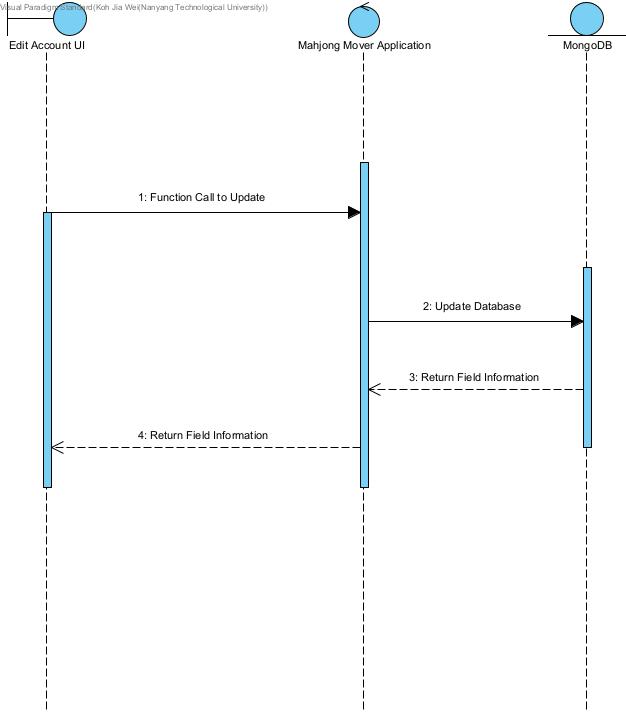 Visual Paradigm Standard(Koh Jia Wei(Nanyang Technological University))
Edit Account UI
Mahjong Mover Application
MongoDB
1: Function Call to Update
2: Update Database
3: Return Field Information
4: Return Field Information